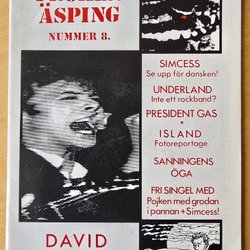 ÄSPING
NUMMER 8.
SIMCESS
Se upp för dansken!
UNDERLAND
Inte ett rockband?
PRESIDENT GAS
+
ISLAND
Fotoreportage
SANNINGENS
ÖGA
FRI SINGEL MED
Pojken med grodan
i pannan + Simcess!
DAVID